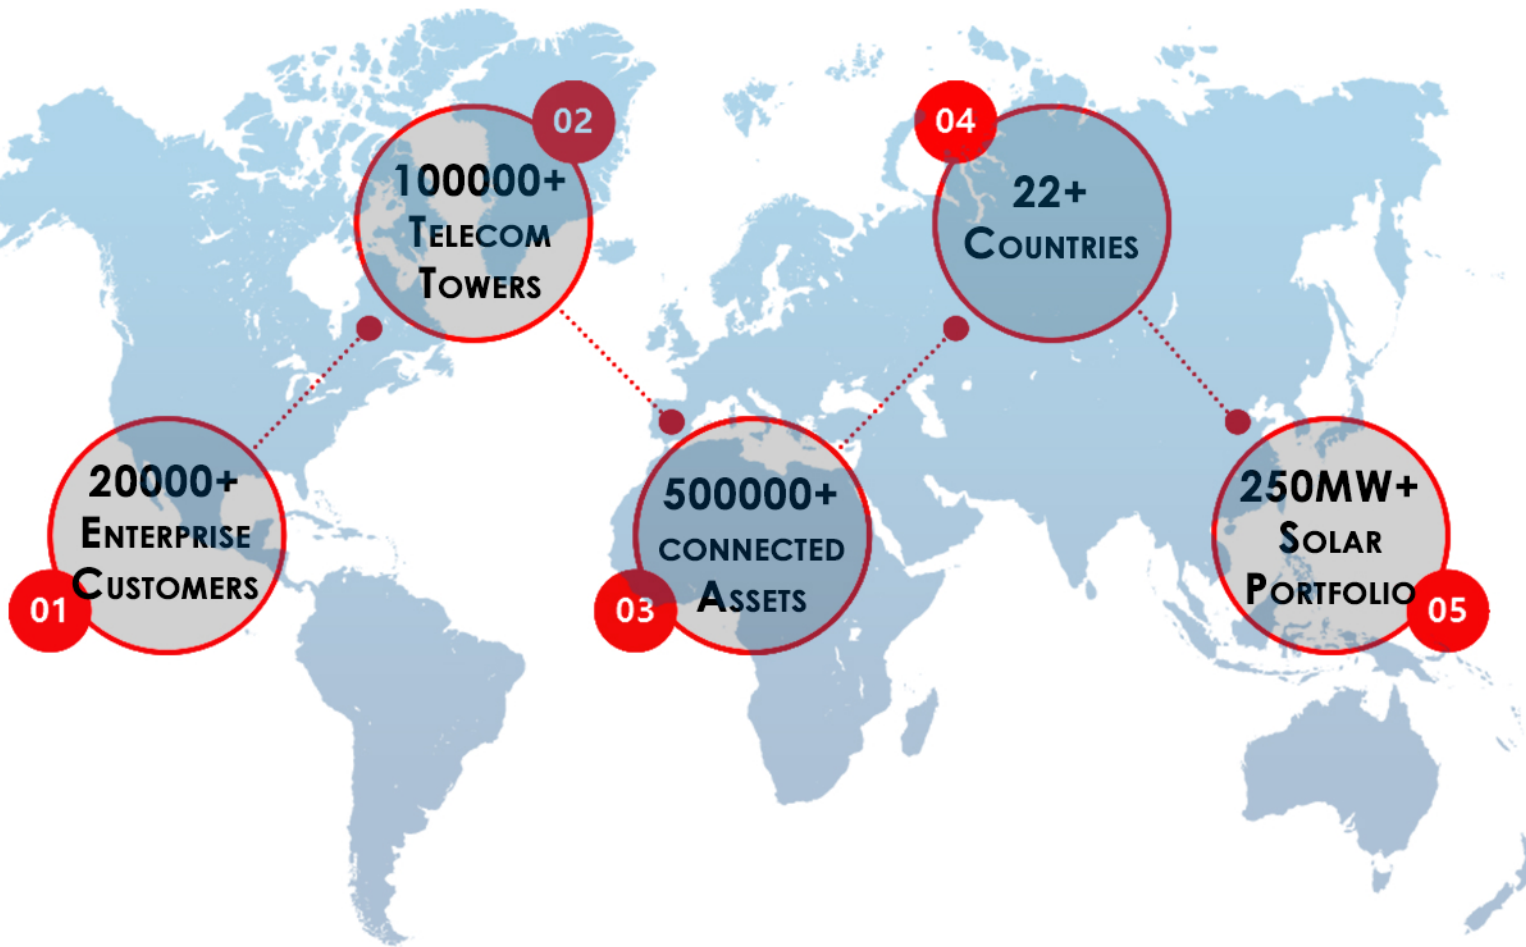 01
20000+
ENTERPRISE
CUSTOMERS
02
100000+
TELECOM
TOWERS
03
500000+
CONNECTED
ASSETS
04
22+
COUNTRIES
05
250MW+
SOLAR
PORTFOLIO